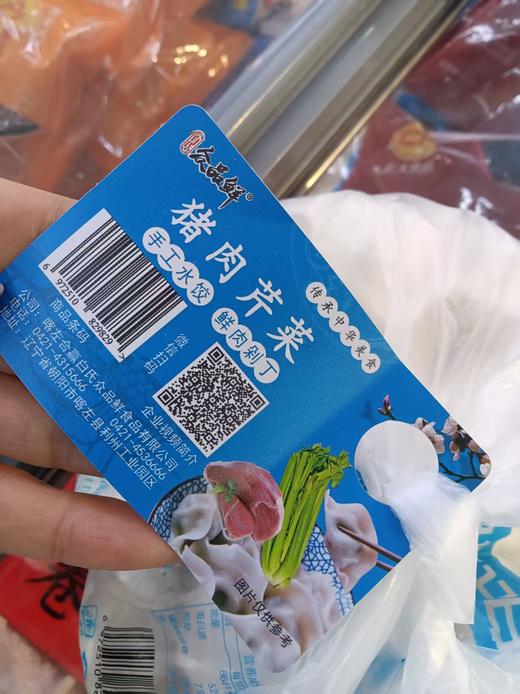 众品鲜®
猪肉芹菜
手工水饺
鲜肉剁丁
传承中华美食
6 972510 829929 >
微信扫码
企业视频简介
商品条码
公司：喀左合赢白氏众品鲜食品有限公司
电话：0421-4315666 0421-4536666
地址：辽宁省朝阳市喀左县利州工业园区
图片仅供参考